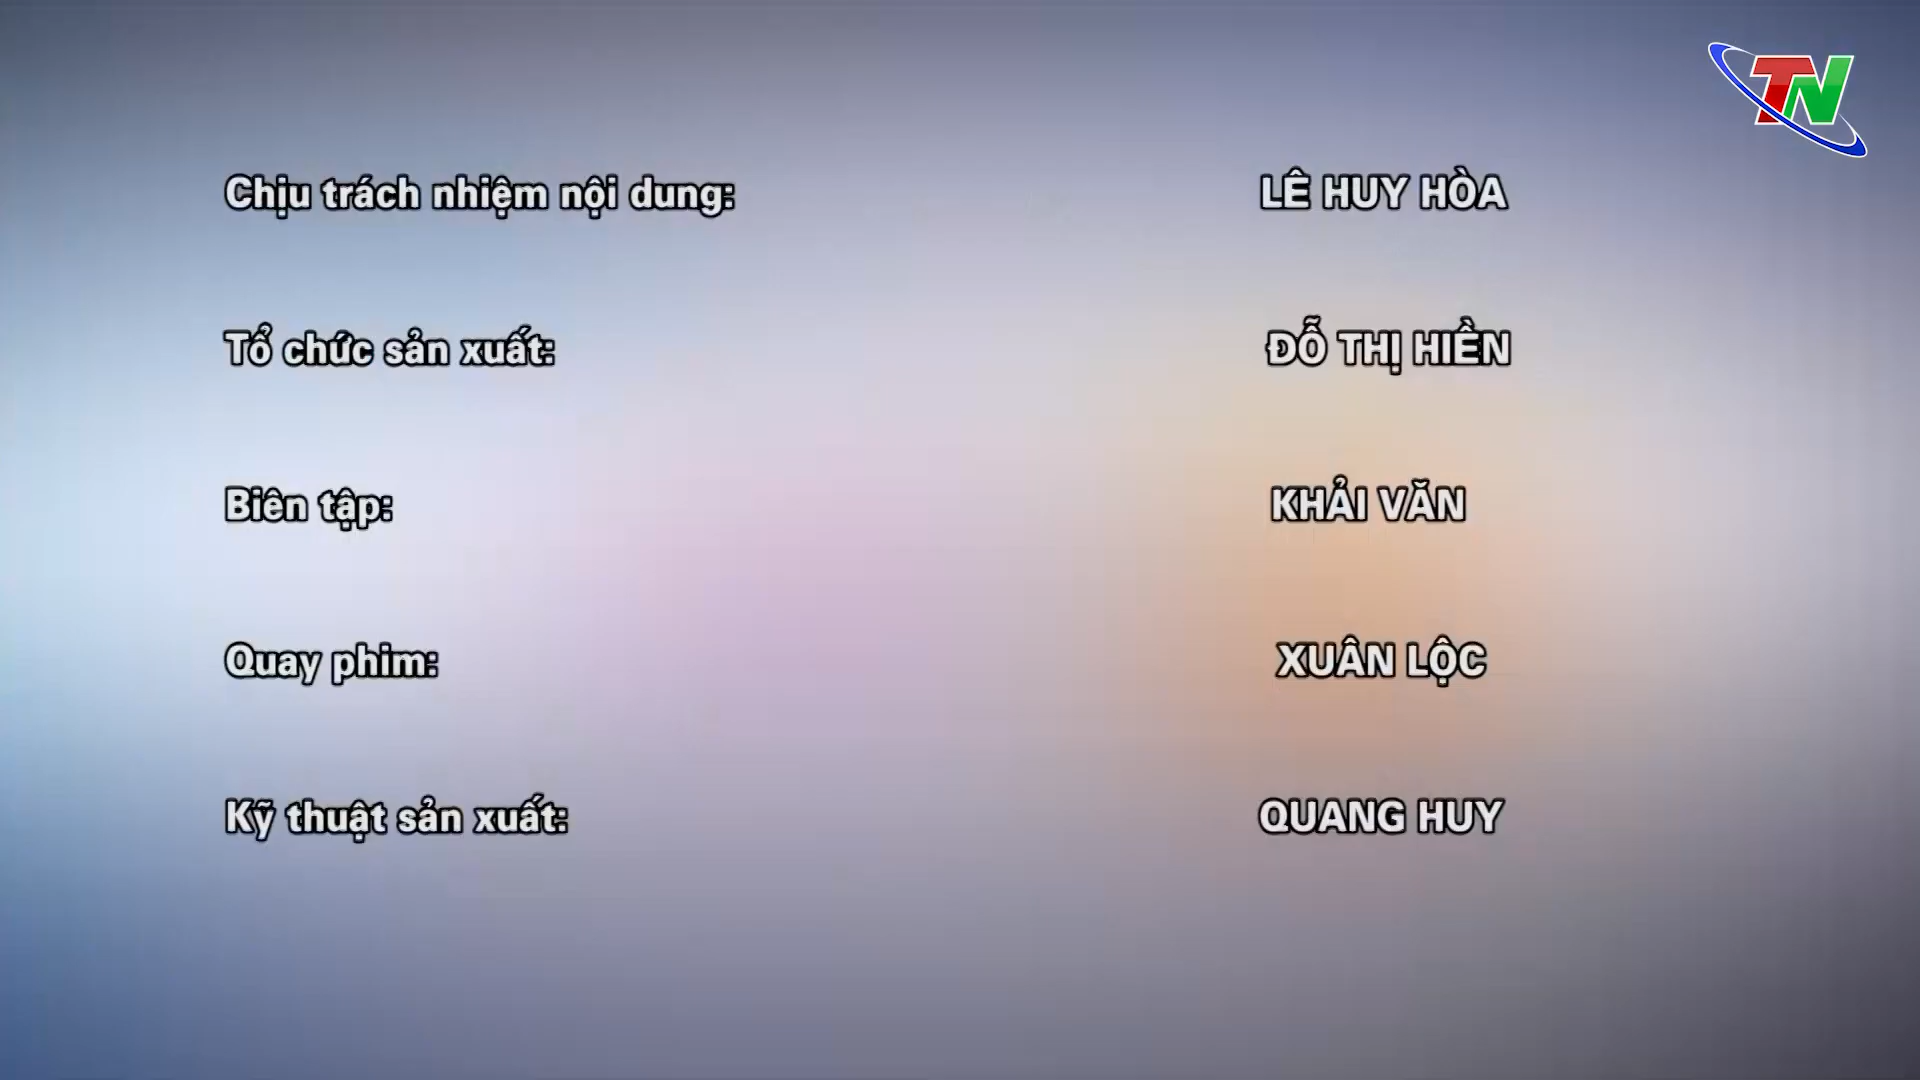 TN
Chịu trách nhiệm nội dung: LÊ HUY HÒA
Tổ chức sản xuất: ĐỖ THỊ HIỀN
Biên tập: KHẢI VĂN
Quay phim: XUÂN LỘC
Kỹ thuật sản xuất: QUANG HUY